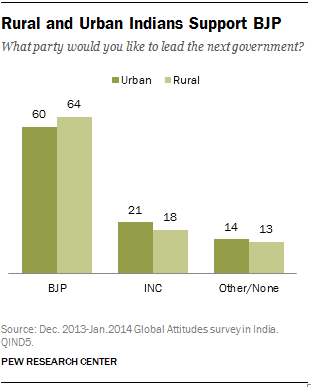 Rural and Urban Indians Support BJP
What party would you like to lead the next government?
Urban Rural
60 64
21 18
14 13
BJP INC Other/None
Source: Dec. 2013-Jan.2014 Global Attitudes survey in India.
QIND5.
PEW RESEARCH CENTER